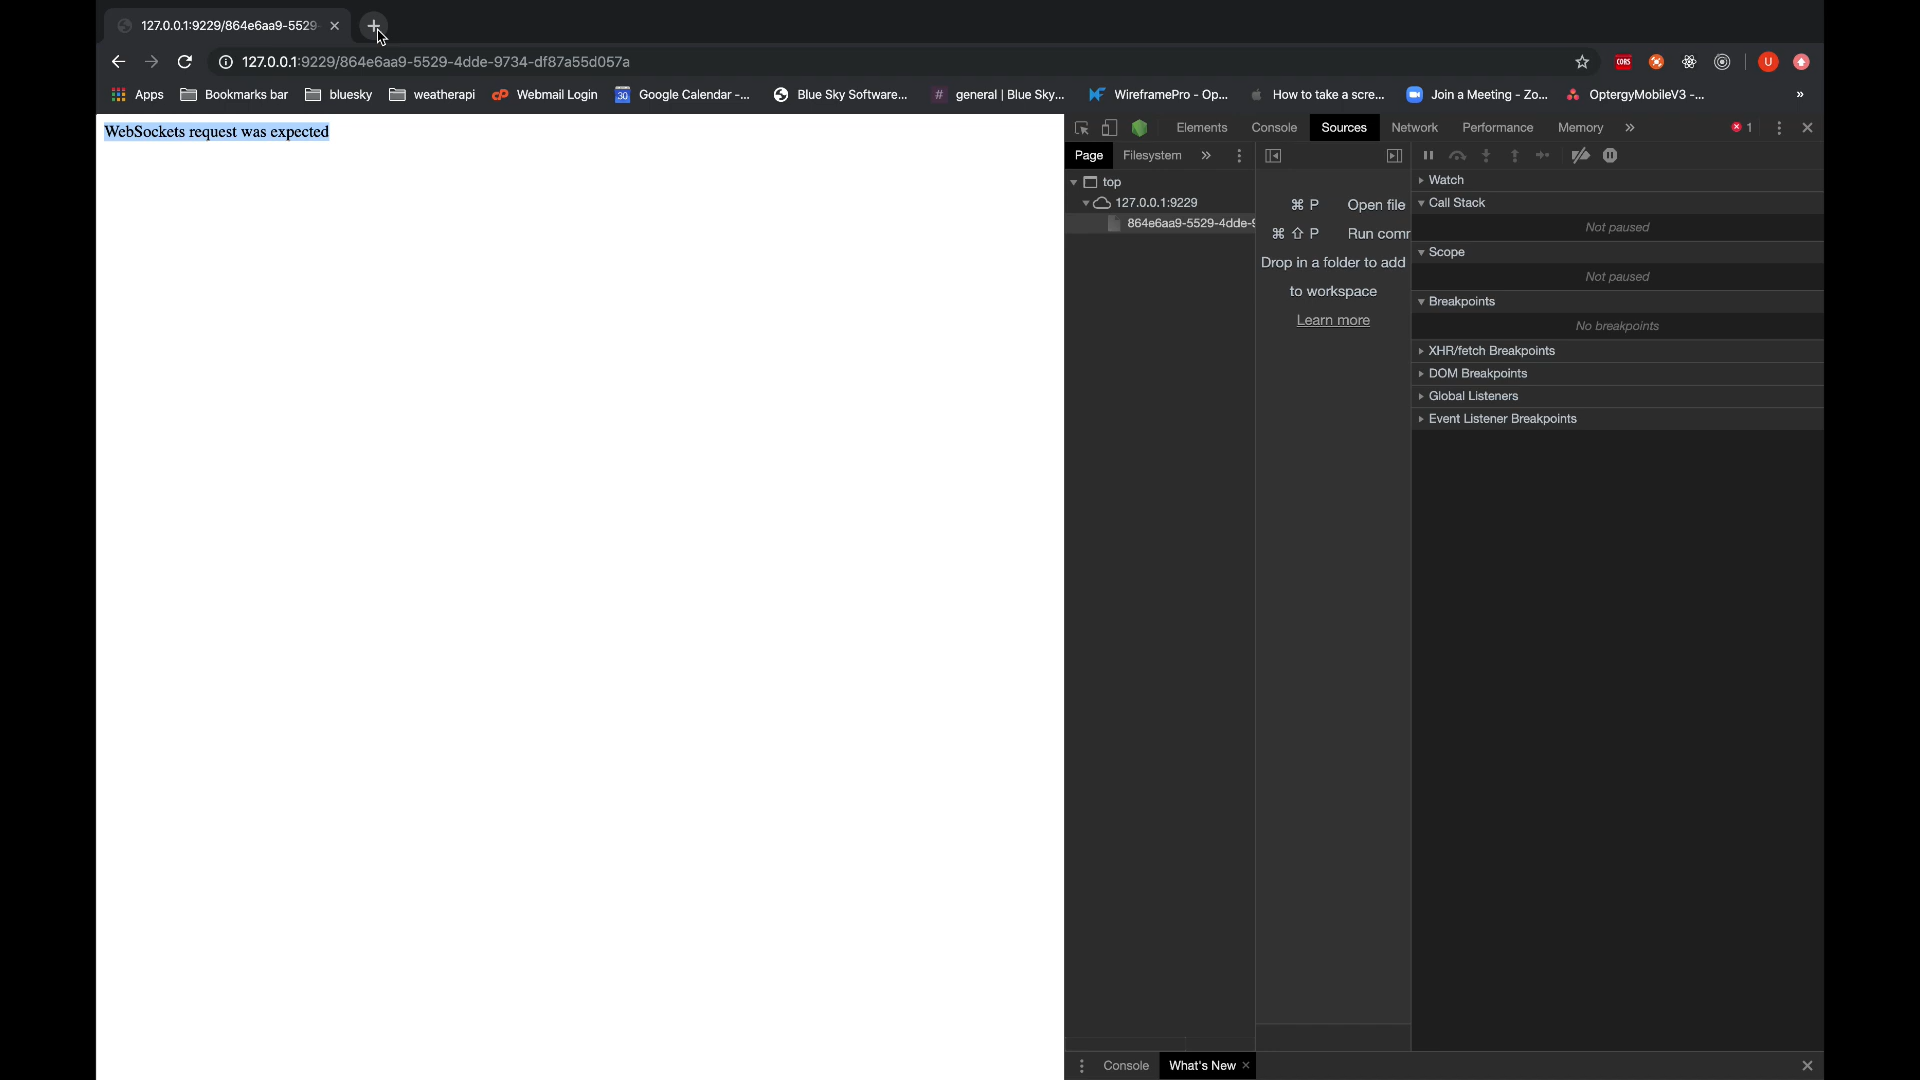 127.0.0.1:9229/864e6aa9-5529-
127.0.0.1:9229/864e6aa9-5529-4dde-9734-df87a55d057a
CORS
U
Apps
Bookmarks bar
bluesky
weatherapi
cP Webmail Login
30 Google Calendar -...
Blue Sky Software...
# general | Blue Sky...
WireframePro - Op...
How to take a scre...
Join a Meeting - Zo...
OptergyMobileV3 -...
»
WebSockets request was expected
Elements
Console
Sources
Network
Performance
Memory
»
1
Page
Filesystem
»
top
127.0.0.1:9229
864e6aa9-5529-4dde-9
⌘ P Open file
⌘ ⇧ P Run comm
Drop in a folder to add
to workspace
Learn more
Watch
Call Stack
Not paused
Scope
Not paused
Breakpoints
No breakpoints
XHR/fetch Breakpoints
DOM Breakpoints
Global Listeners
Event Listener Breakpoints
Console
What's New